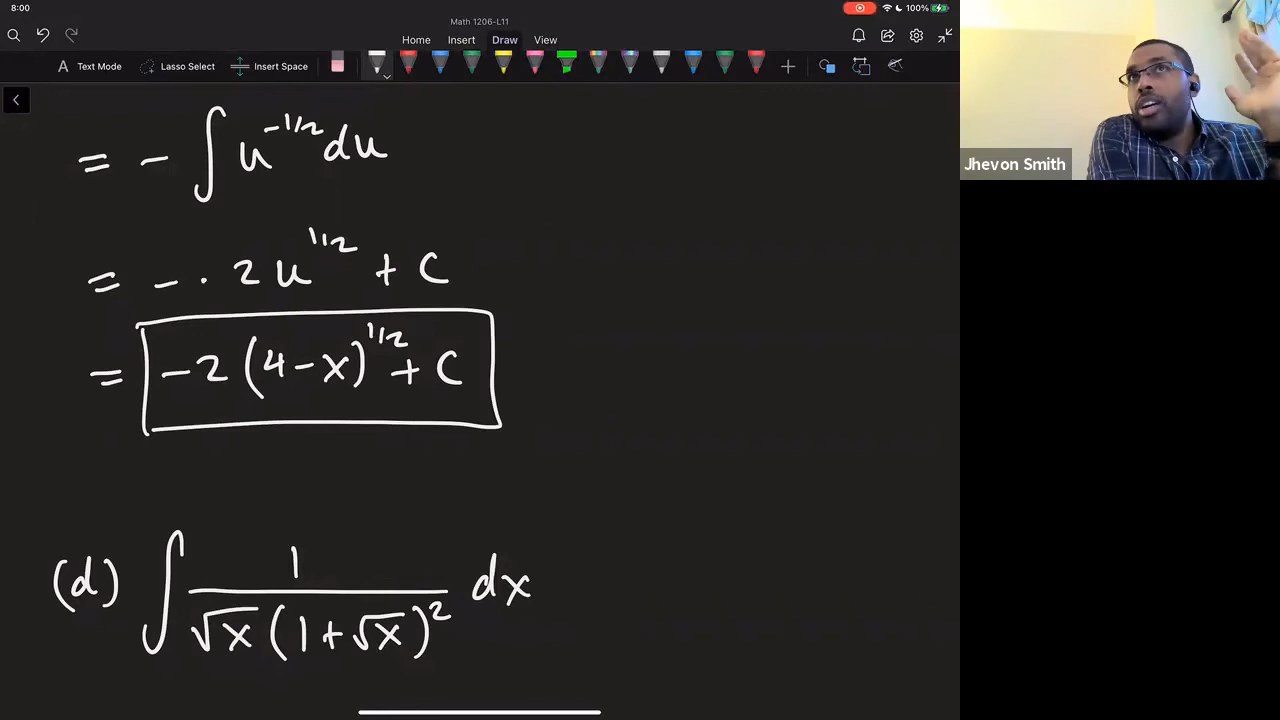 8:00
100%
Math 1206-L11
Home Insert Draw View
Text Mode Lasso Select Insert Space
= - ∫ u^{-1/2} du
= - · 2u^{1/2} + C
= -2(4-x)^{1/2} + C
(d) ∫ 1/(√x(1+√x)^2) dx
Jhevon Smith